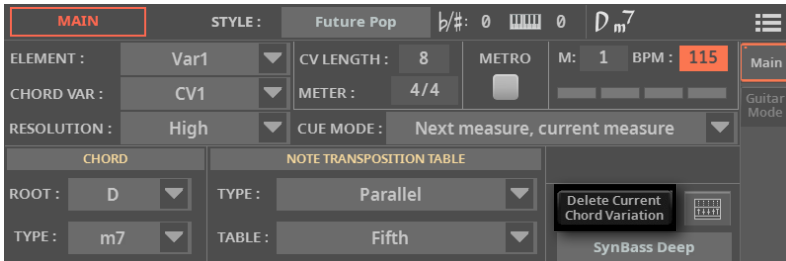 MAIN STYLE : Future Pop ♭/♯: 0 0 Dm7
ELEMENT : Var1 CV LENGTH : 8 METRO M: 1 BPM : 115 Main
CHORD VAR : CV1 METER : 4/4 Guitar
Mode
RESOLUTION : High CUE MODE : Next measure, current measure
CHORD NOTE TRANSPOSITION TABLE
ROOT : D TYPE : Parallel Delete Current
Chord Variation
TYPE : m7 TABLE : Fifth SynBass Deep